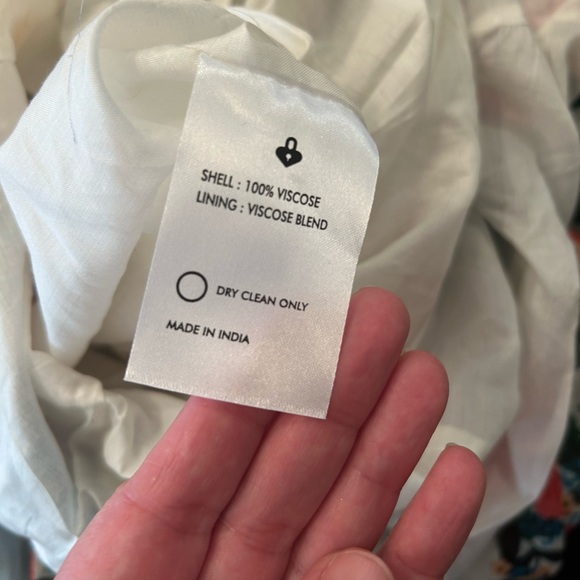 SHELL : 100% VISCOSE
LINING : VISCOSE BLEND
DRY CLEAN ONLY
MADE IN INDIA